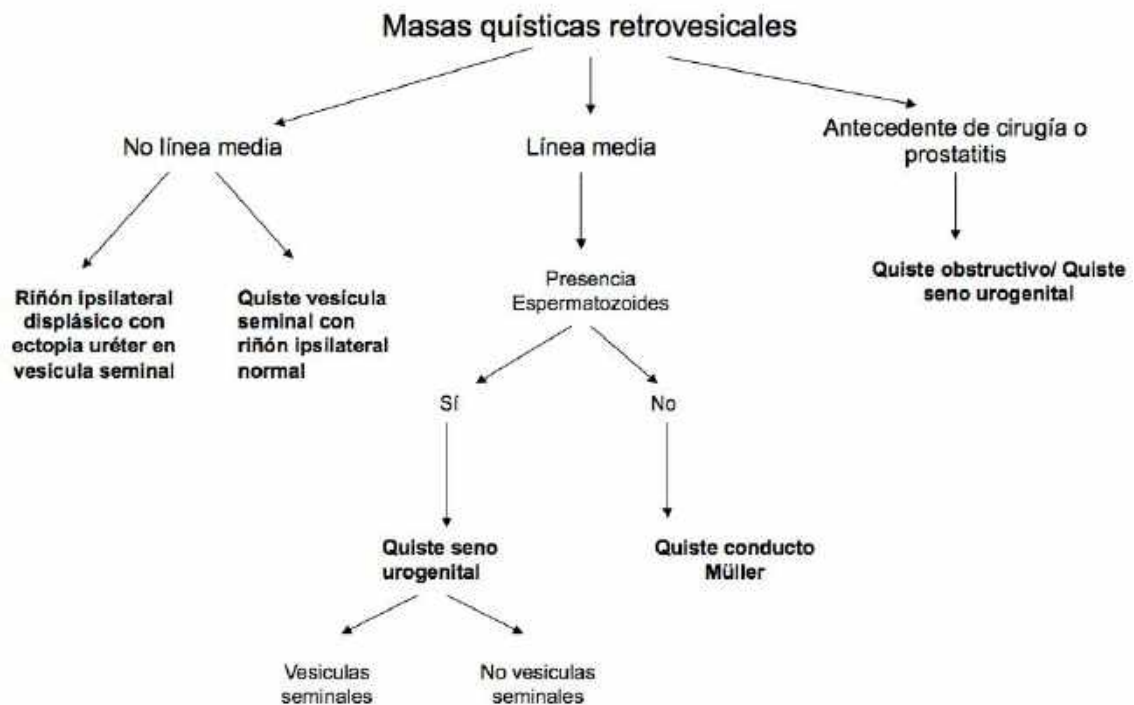 Masas quísticas retrovesicales
No línea media
Línea media
Antecedente de cirugía o
prostatitis
Riñón ipsilateral
displásico con
ectopia uréter en
vesícula seminal
Quiste vesícula
seminal con
riñón ipsilateral
normal
Presencia
Espermatozoides
Quiste obstructivo/ Quiste
seno urogenital
Sí
No
Quiste seno
urogenital
Quiste conducto
Müller
Vesiculas
seminales
No vesiculas
seminales